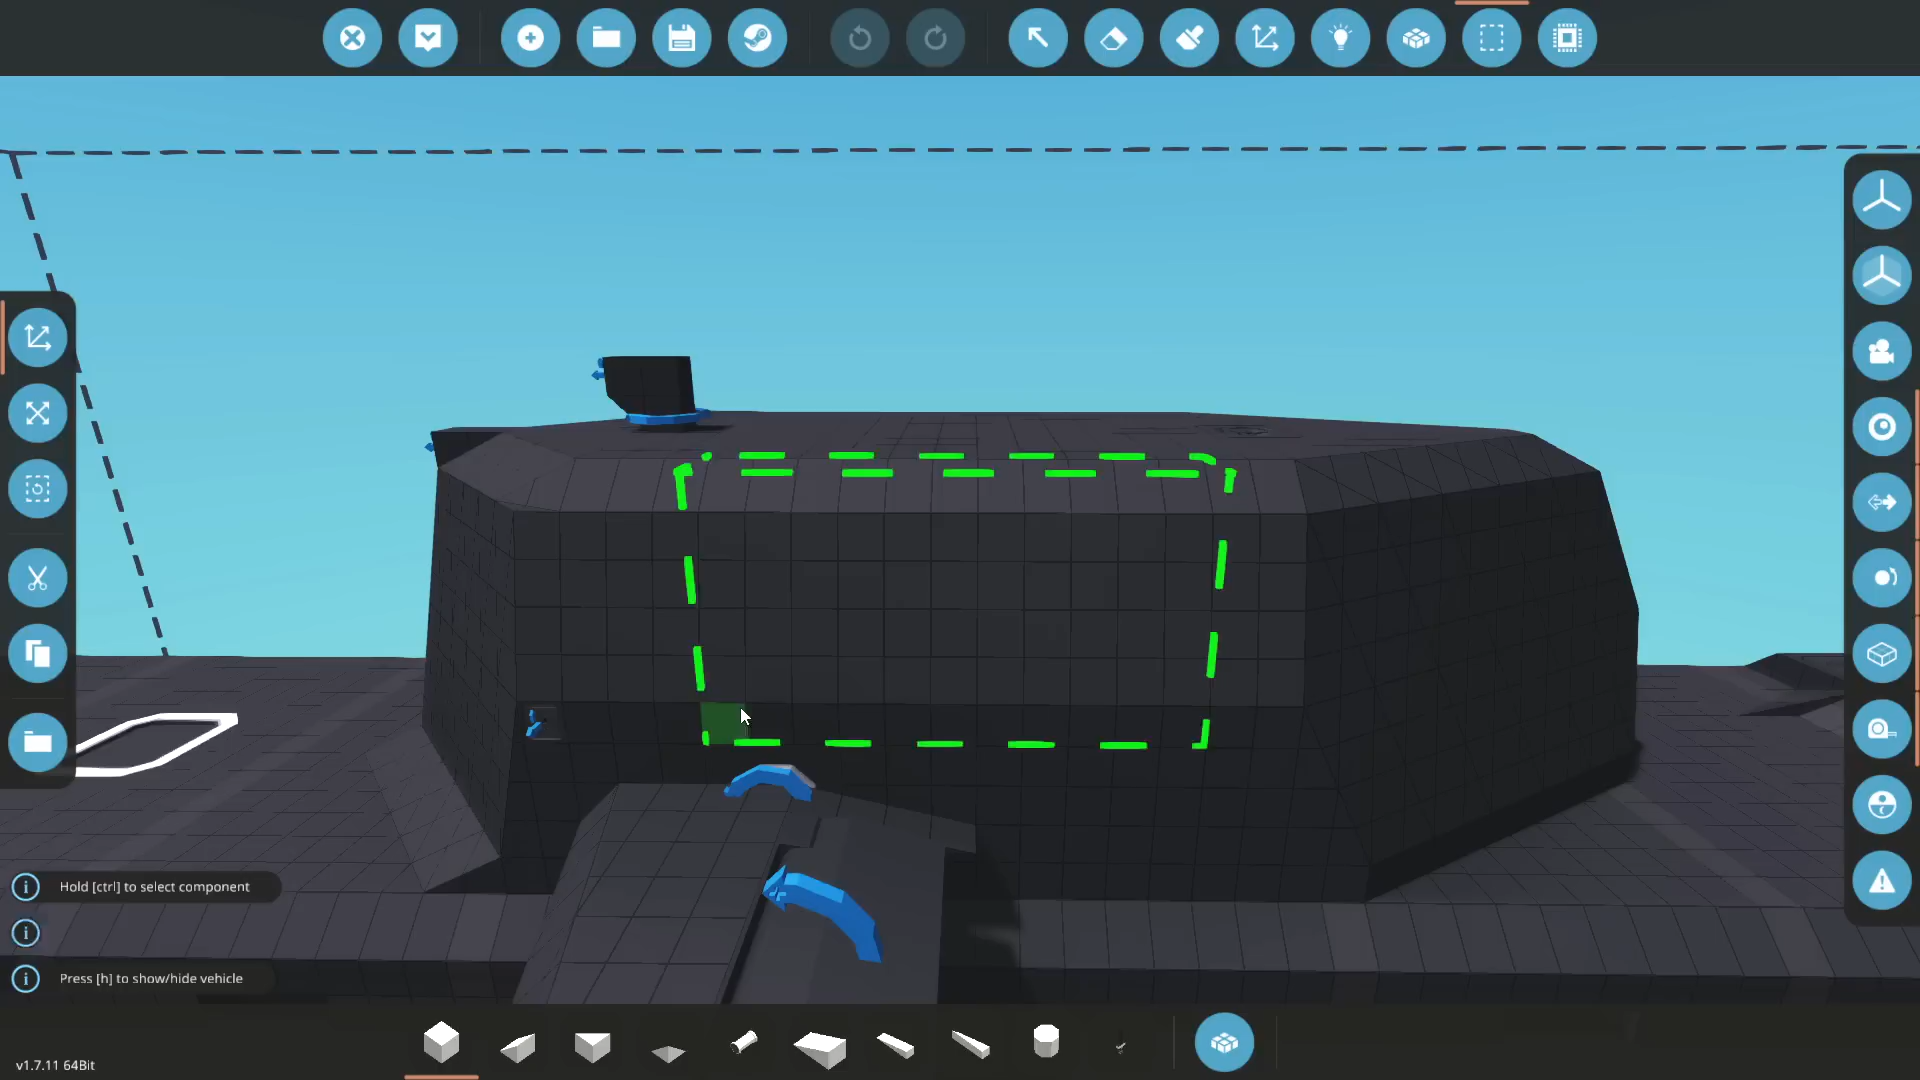 Hold [ctrl] to select component
Press [h] to show/hide vehicle
v1.7.11 64Bit